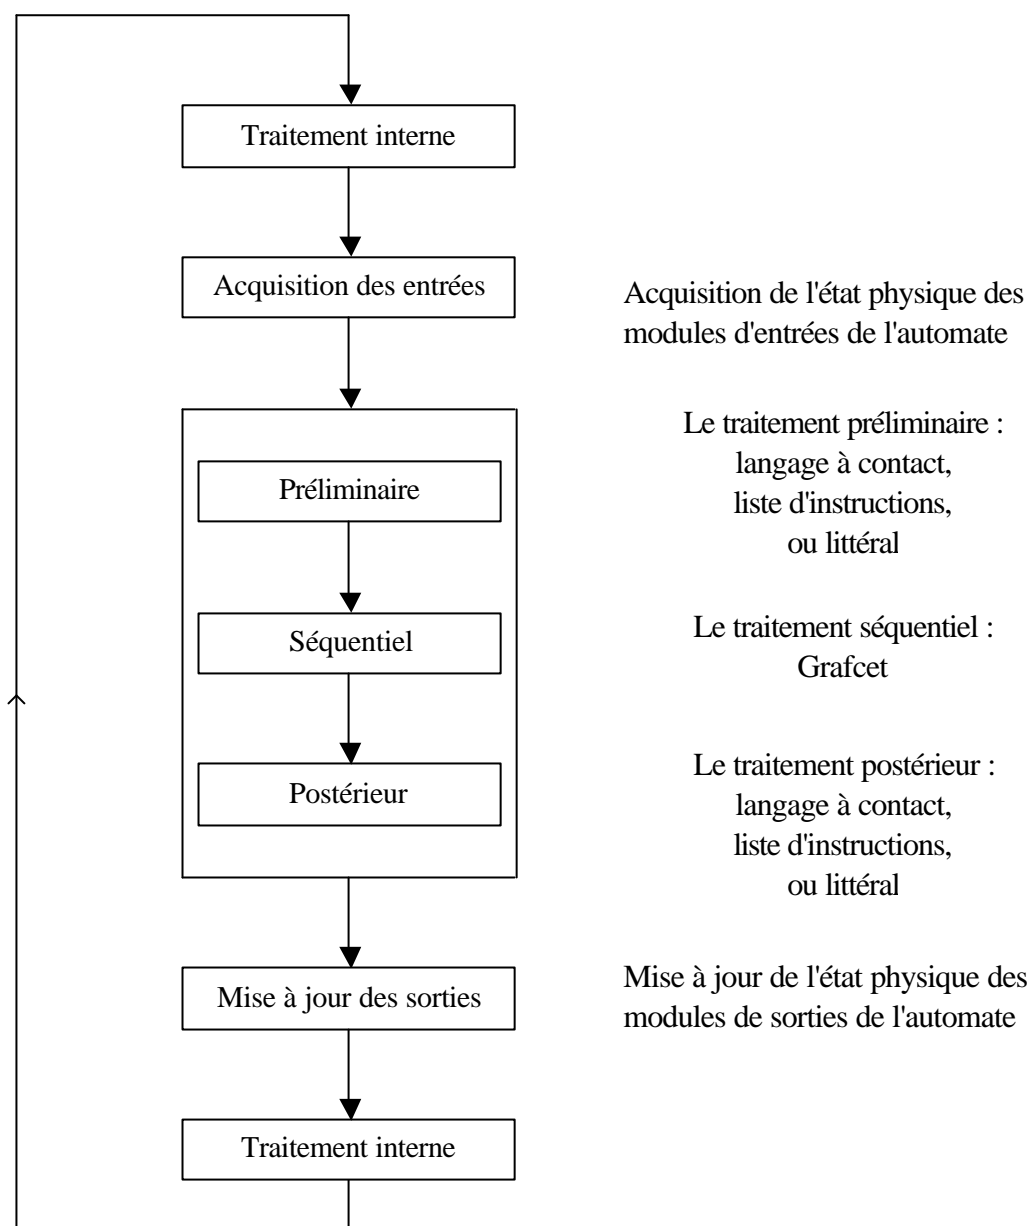 Traitement interne
Acquisition des entrées
Acquisition de l'état physique des
modules d'entrées de l'automate
Préliminaire
Le traitement préliminaire :
langage à contact,
liste d'instructions,
ou littéral
Séquentiel
Le traitement séquentiel :
Grafcet
Postérieur
Le traitement postérieur :
langage à contact,
liste d'instructions,
ou littéral
Mise à jour des sorties
Mise à jour de l'état physique des
modules de sorties de l'automate
Traitement interne